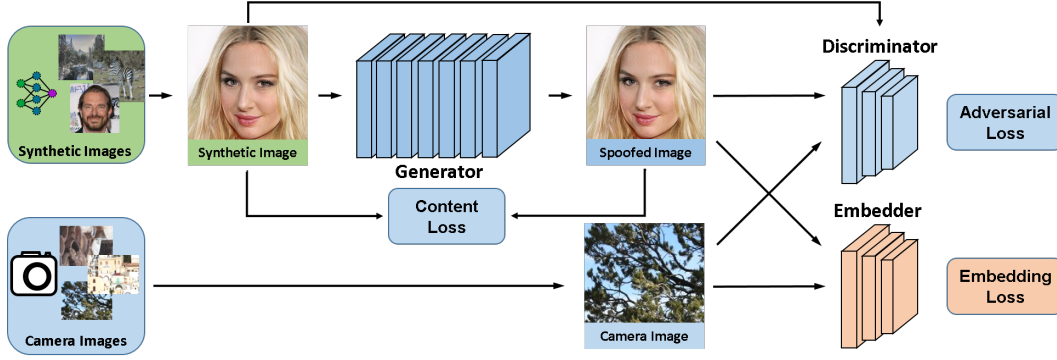 Synthetic Images
Synthetic Image
Generator
Spoofed Image
Discriminator
Adversarial
Loss
Content
Loss
Embedder
Embedding
Loss
Camera Images
Camera Image